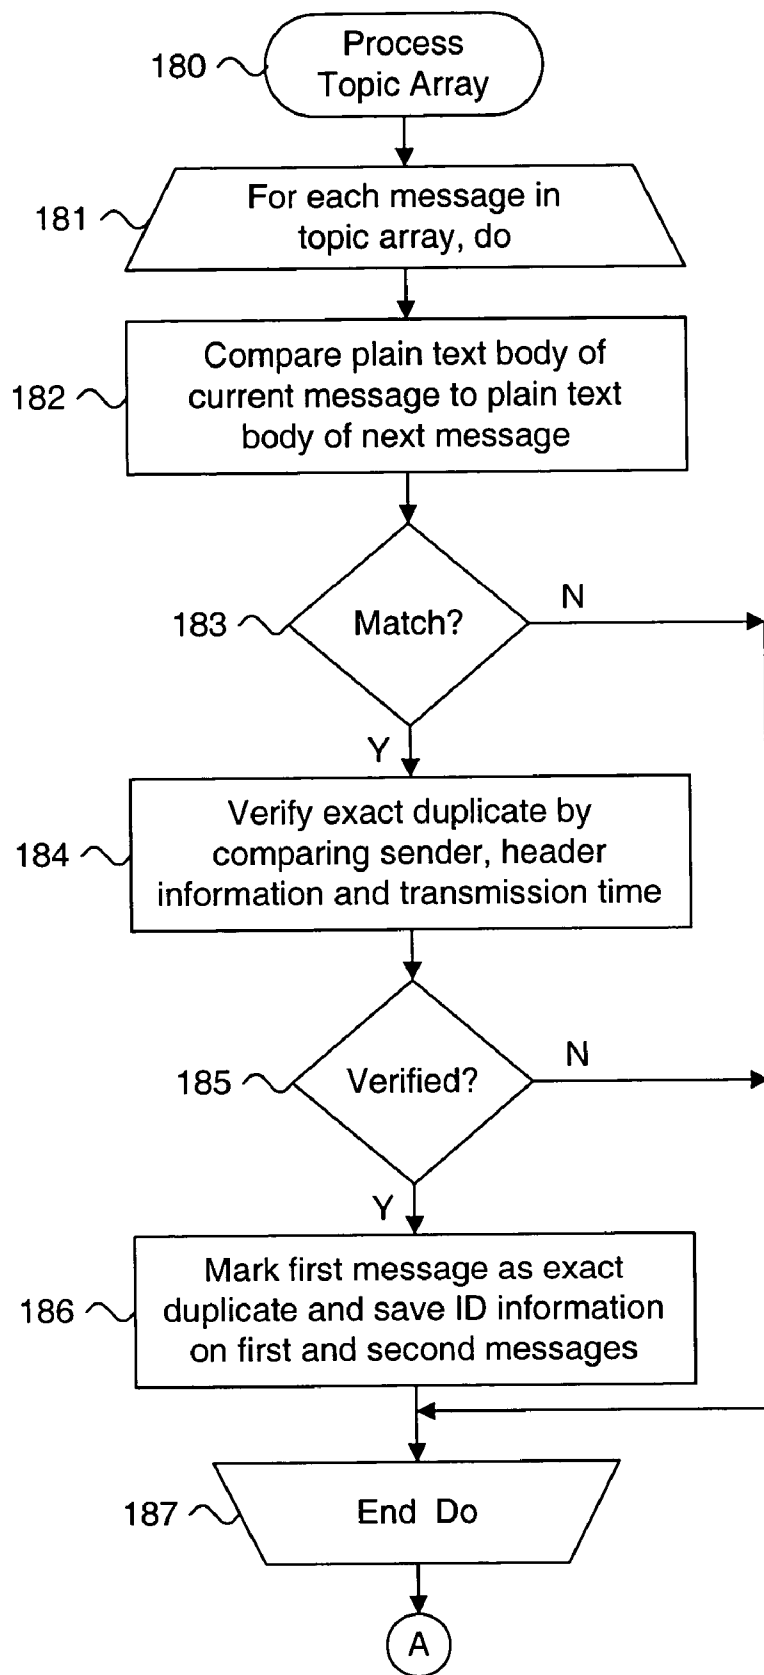 180
Process
Topic Array
181
For each message in
topic array, do
182
Compare plain text body of
current message to plain text
body of next message
183
Match?
N
Y
184
Verify exact duplicate by
comparing sender, header
information and transmission time
185
Verified?
N
Y
186
Mark first message as exact
duplicate and save ID information
on first and second messages
187
End Do
A